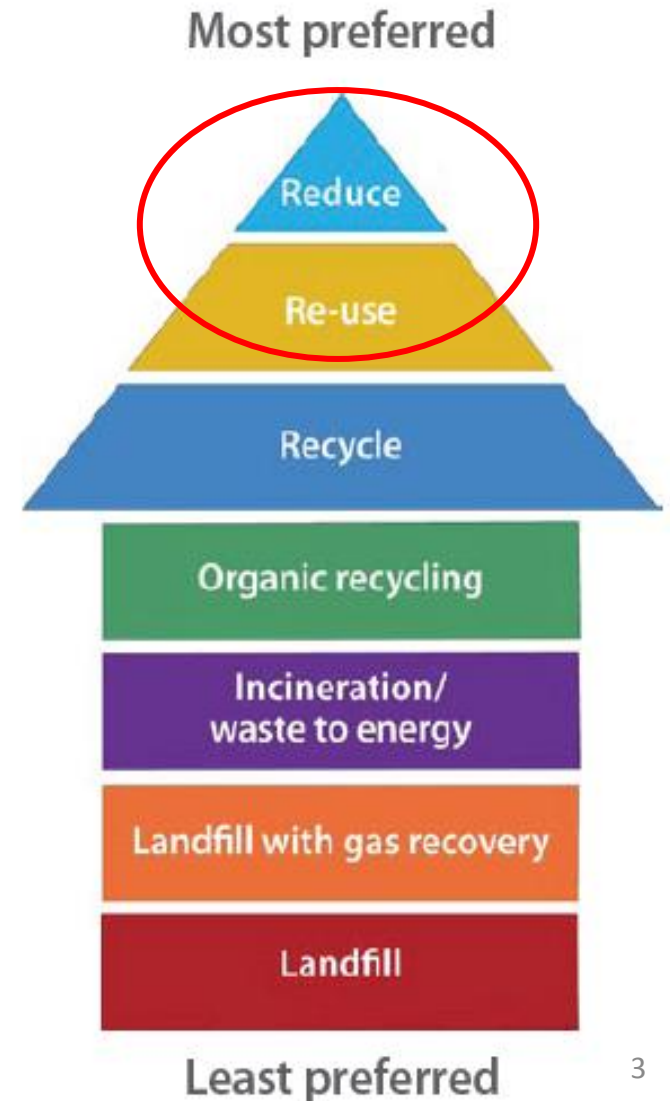 Most preferred
Reduce
Re-use
Recycle
Organic recycling
Incineration/
waste to energy
Landfill with gas recovery
Landfill
Least preferred
3